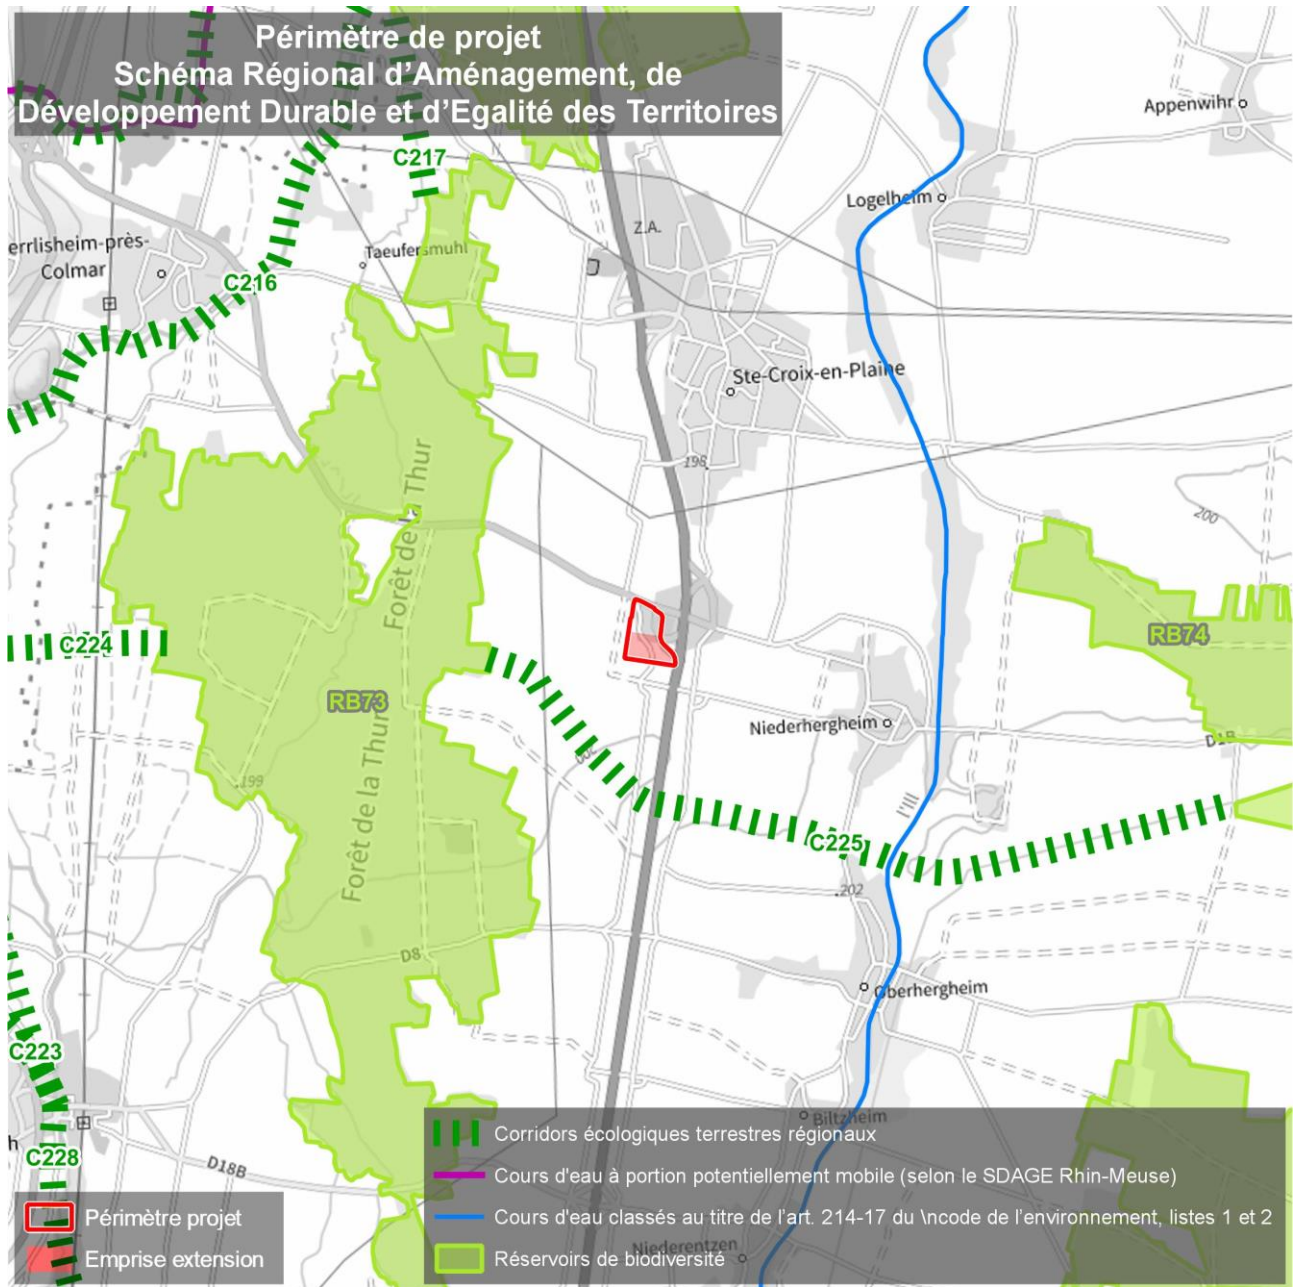 Périmètre de projet
Schéma Régional d'Aménagement, de
Développement Durable et d'Egalité des Territoires
Appenwihr
C217
Logelheim
Z.A.
errlisheim-près-
Colmar
Taeufersmuhl
C216
Ste-Croix-en-Plaine
Forêt de la Thur
198
200
C224
RB74
RB73
Niederhergheim
D1B
200
199
Forêt de la Thur
C225
202
D8
Oberhergheim
C223
Biltzheim
h
C228
D18B
Niederentzen
Périmètre projet
Emprise extension
Corridors écologiques terrestres régionaux
Cours d'eau à portion potentiellement mobile (selon le SDAGE Rhin-Meuse)
Cours d'eau classés au titre de l'art. 214-17 du \ncode de l'environnement, listes 1 et 2
Réservoirs de biodiversité